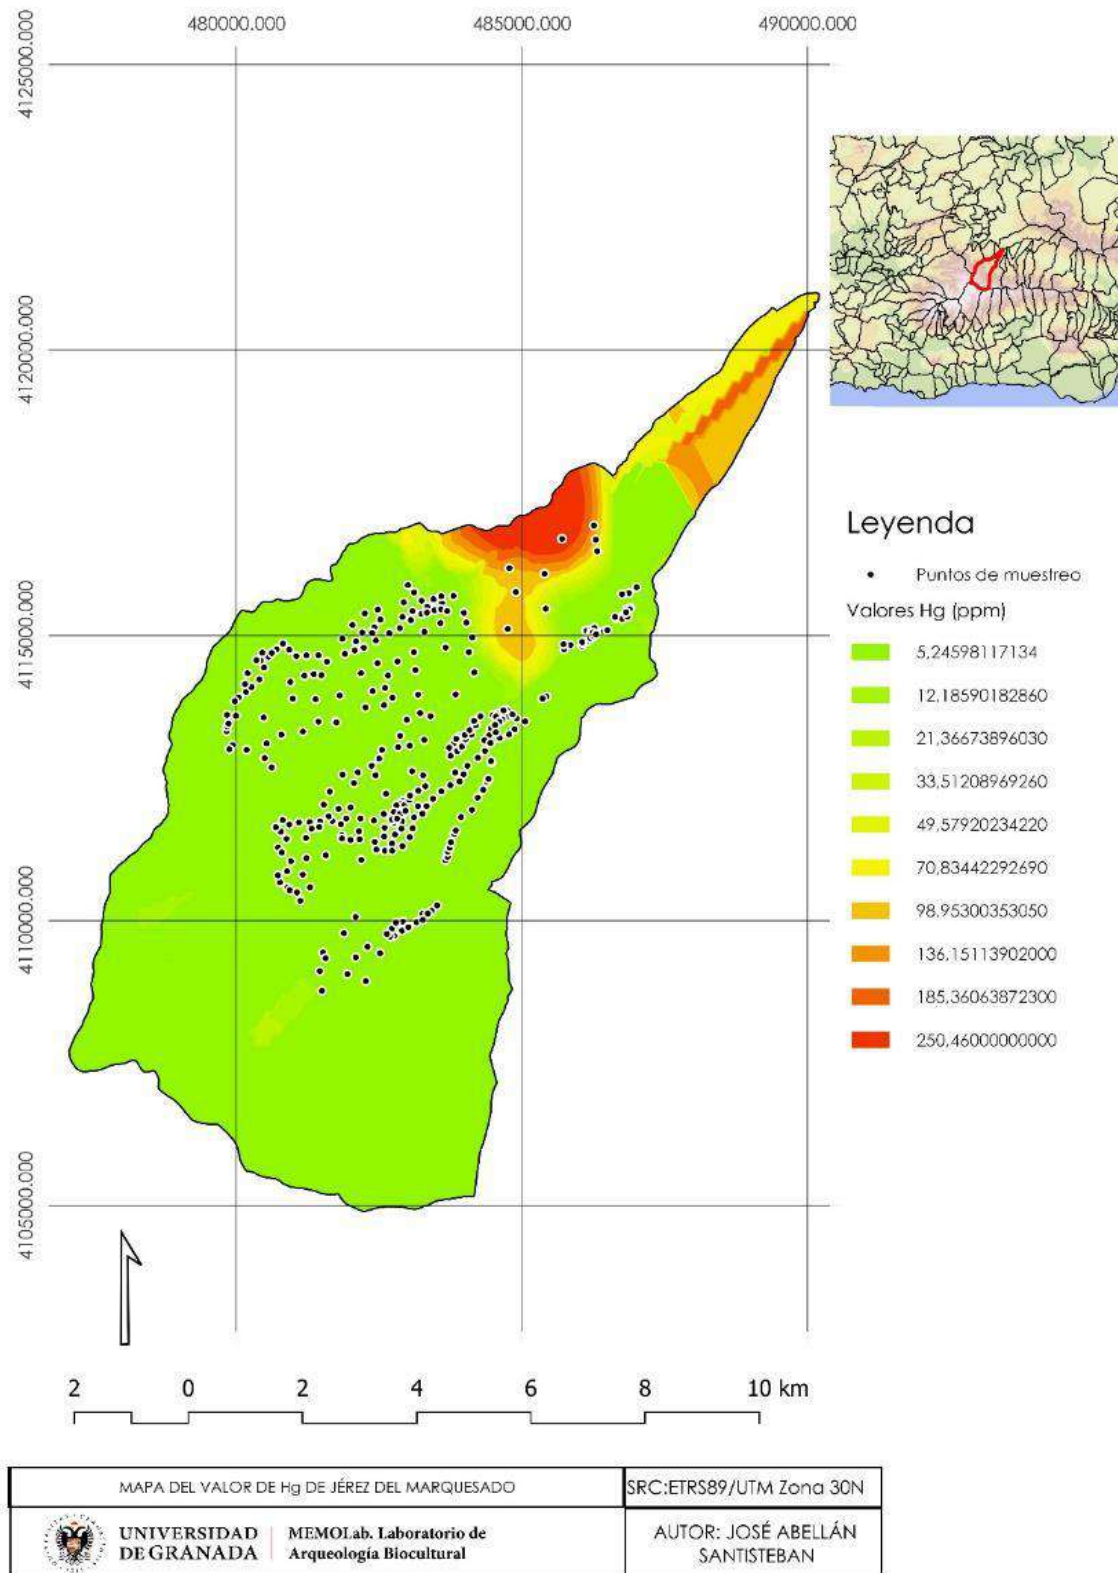 480000.000 485000.000 490000.000
4125000.000
4120000.000
4115000.000
4110000.000
4105000.000
Leyenda
Puntos de muestreo
Valores Hg (ppm)
5,24598117134
12,18590182860
21,36673896030
33,51208969260
49,57920234220
70,83442292690
98,95300353050
136,15113902000
185,36063872300
250,46000000000
2 0 2 4 6 8 10 km
MAPA DEL VALOR DE Hg DE JÉREZ DEL MARQUESADO
SRC:ETRS89/UTM Zona 30N
UNIVERSIDAD
DE GRANADA
MEMOLab. Laboratorio de
Arqueología Biocultural
AUTOR: JOSÉ ABELLÁN
SANTISTEBAN